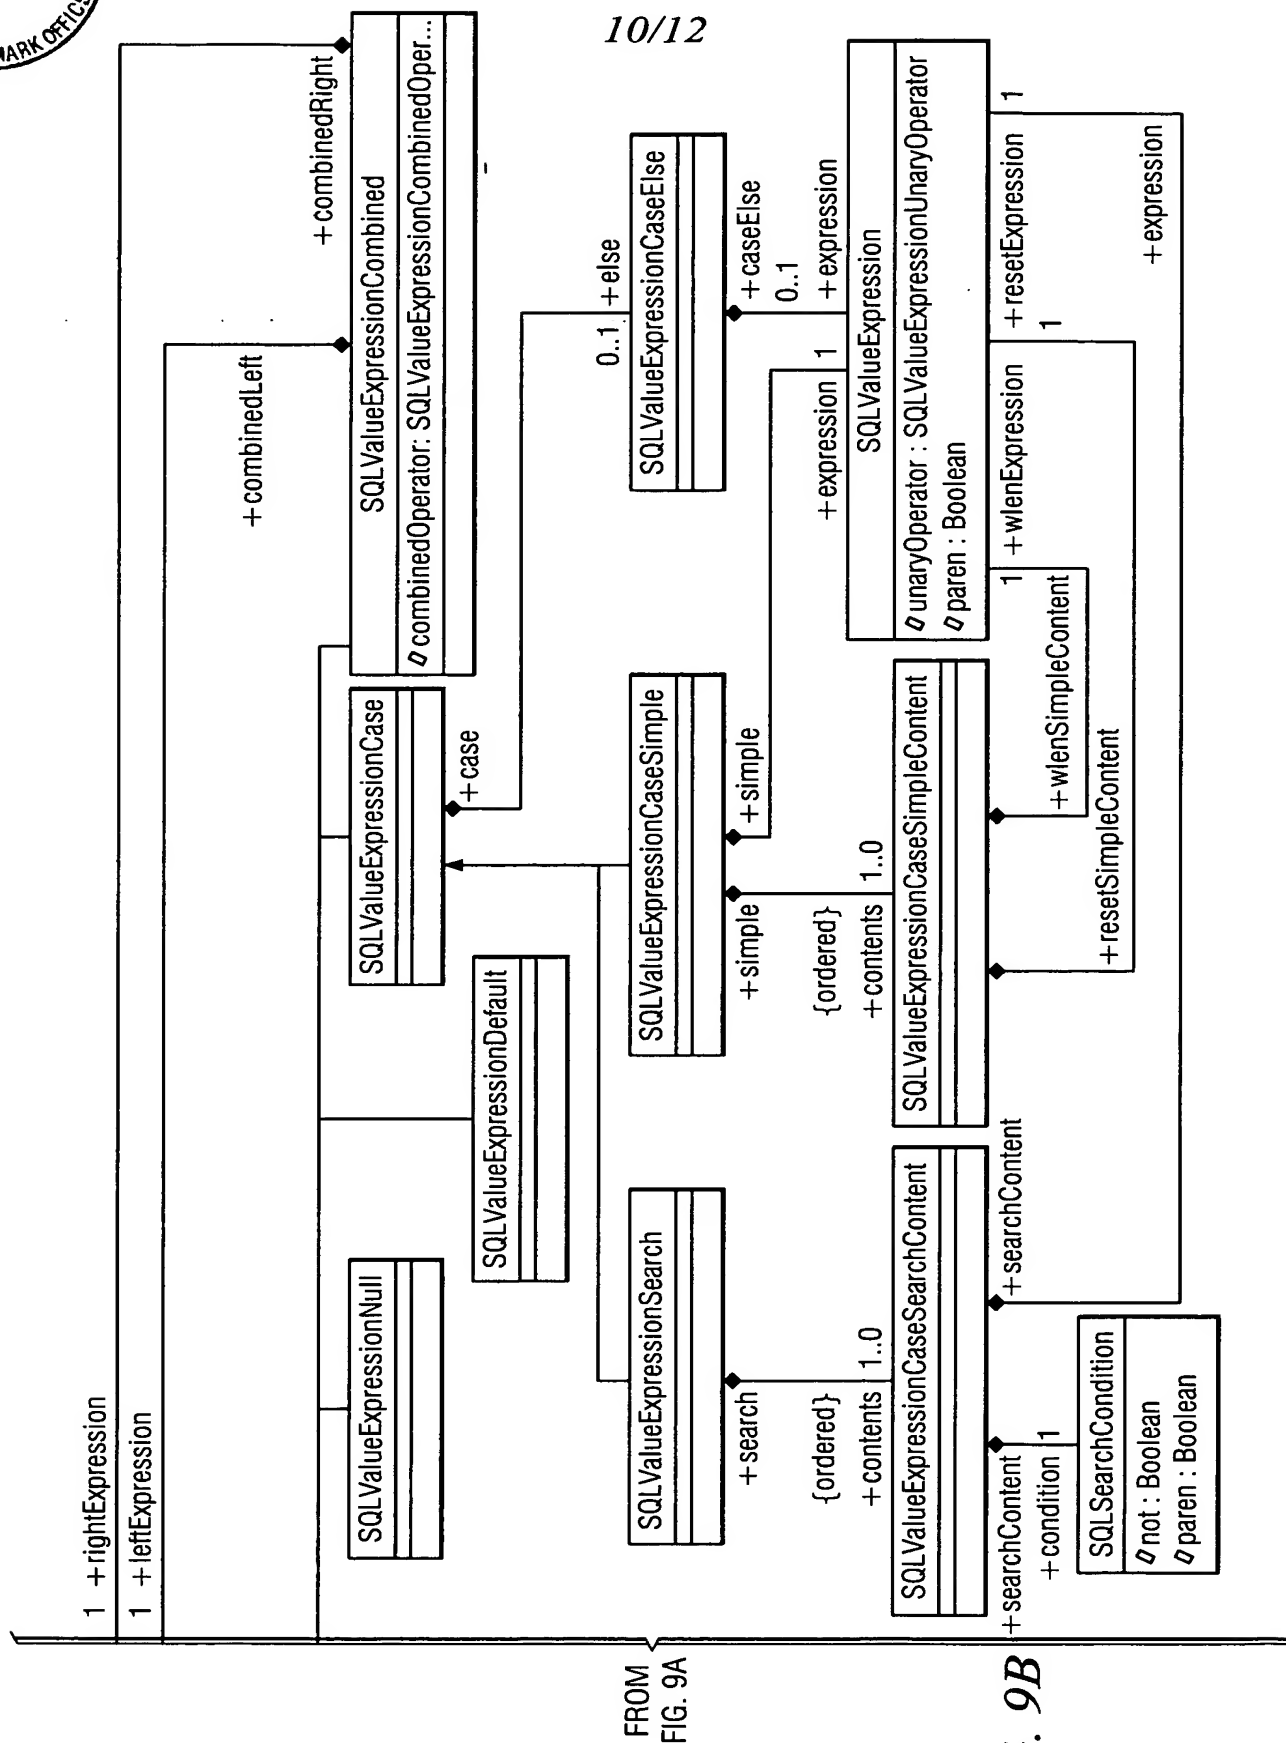 MARK OFFICE
10/12
1 +rightExpression
1 +leftExpression
+combinedLeft
+combinedRight
SQLValueExpressionNull
SQLValueExpressionCase
SQLValueExpressionCombined
combinedOperator: SQLValueExpressionCombinedOper...
+case
SQLValueExpressionDefault
0..1 +else
SQLValueExpressionSearch
SQLValueExpressionCaseSimple
SQLValueExpressionCaseElse
+search
+simple
+simple
+caseElse
0..1
{ordered}
+contents 1..0
{ordered}
+contents 1..0
+expression 1
+expression
SQLValueExpressionCaseSearchContent
SQLValueExpressionCaseSimpleContent
SQLValueExpression
unaryOperator : SQLValueExpressionUnaryOperator
paren : Boolean
+searchContent
+condition 1
+searchContent
1 +wlenExpression
1 +resetExpression
1
+wlenSimpleContent
+resetSimpleContent
+expression
SQLSearchCondition
not : Boolean
paren : Boolean
FROM
FIG. 9A
. 9B